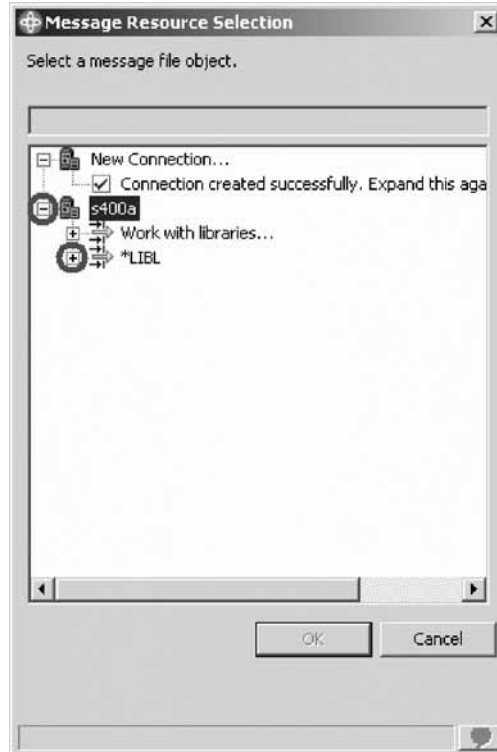 Message Resource Selection
Select a message file object.
New Connection...
Connection created successfully. Expand this aga
s400a
Work with libraries...
*LIBL
OK
Cancel